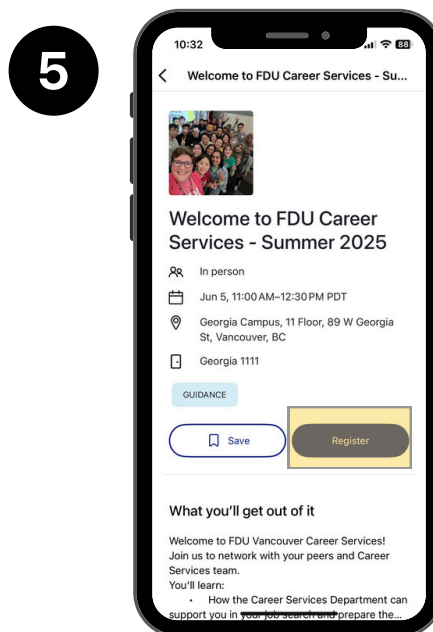 5
10:32
88
Welcome to FDU Career Services - Su...
Welcome to FDU Career
Services - Summer 2025
In person
Jun 5, 11:00 AM–12:30 PM PDT
Georgia Campus, 11 Floor, 89 W Georgia
St, Vancouver, BC
Georgia 1111
GUIDANCE
Save
Register
What you'll get out of it
Welcome to FDU Vancouver Career Services!
Join us to network with your peers and Career
Services team.
You'll learn:
· How the Career Services Department can
support you in your job search and prepare the...